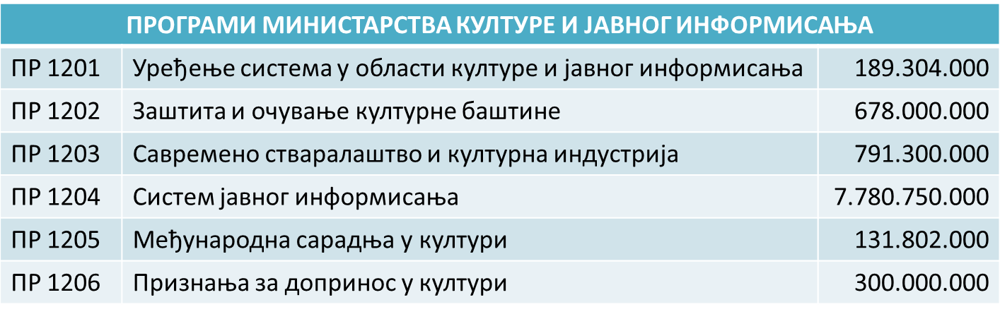 ПРОГРАМИ МИНИСТАРСТВА КУЛТУРЕ И ЈАВНОГ ИНФОРМИСАЊА
ПР 1201 Уређење система у области културе и јавног информисања 189.304.000
ПР 1202 Заштита и очување културне баштине 678.000.000
ПР 1203 Савремено стваралаштво и културна индустрија 791.300.000
ПР 1204 Систем јавног информисања 7.780.750.000
ПР 1205 Међународна сарадња у култури 131.802.000
ПР 1206 Признања за допринос у култури 300.000.000